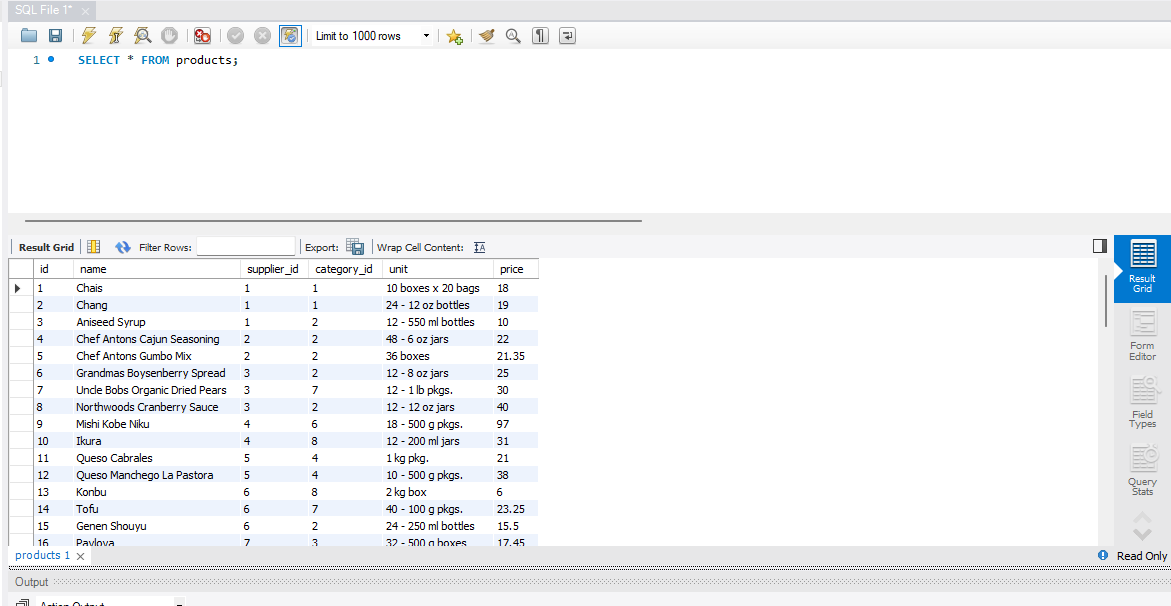 SQL File 1*
Limit to 1000 rows
1 SELECT * FROM products;
Result Grid Filter Rows: Export: Wrap Cell Content:
id name supplier_id category_id unit price
1 Chais 1 1 10 boxes x 20 bags 18
2 Chang 1 1 24 - 12 oz bottles 19
3 Aniseed Syrup 1 2 12 - 550 ml bottles 10
4 Chef Antons Cajun Seasoning 2 2 48 - 6 oz jars 22
5 Chef Antons Gumbo Mix 2 2 36 boxes 21.35
6 Grandmas Boysenberry Spread 3 2 12 - 8 oz jars 25
7 Uncle Bobs Organic Dried Pears 3 7 12 - 1 lb pkgs. 30
8 Northwoods Cranberry Sauce 3 2 12 - 12 oz jars 40
9 Mishi Kobe Niku 4 6 18 - 500 g pkgs. 97
10 Ikura 4 8 12 - 200 ml jars 31
11 Queso Cabrales 5 4 1 kg pkg. 21
12 Queso Manchego La Pastora 5 4 10 - 500 g pkgs. 38
13 Konbu 6 8 2 kg box 6
14 Tofu 6 7 40 - 100 g pkgs. 23.25
15 Genen Shouyu 6 2 24 - 250 ml bottles 15.5
16 Pavlova 7 3 32 - 500 g boxes 17.45
Result
Grid
Form
Editor
Field
Types
Query
Stats
products 1
Read Only
Output
Action Output